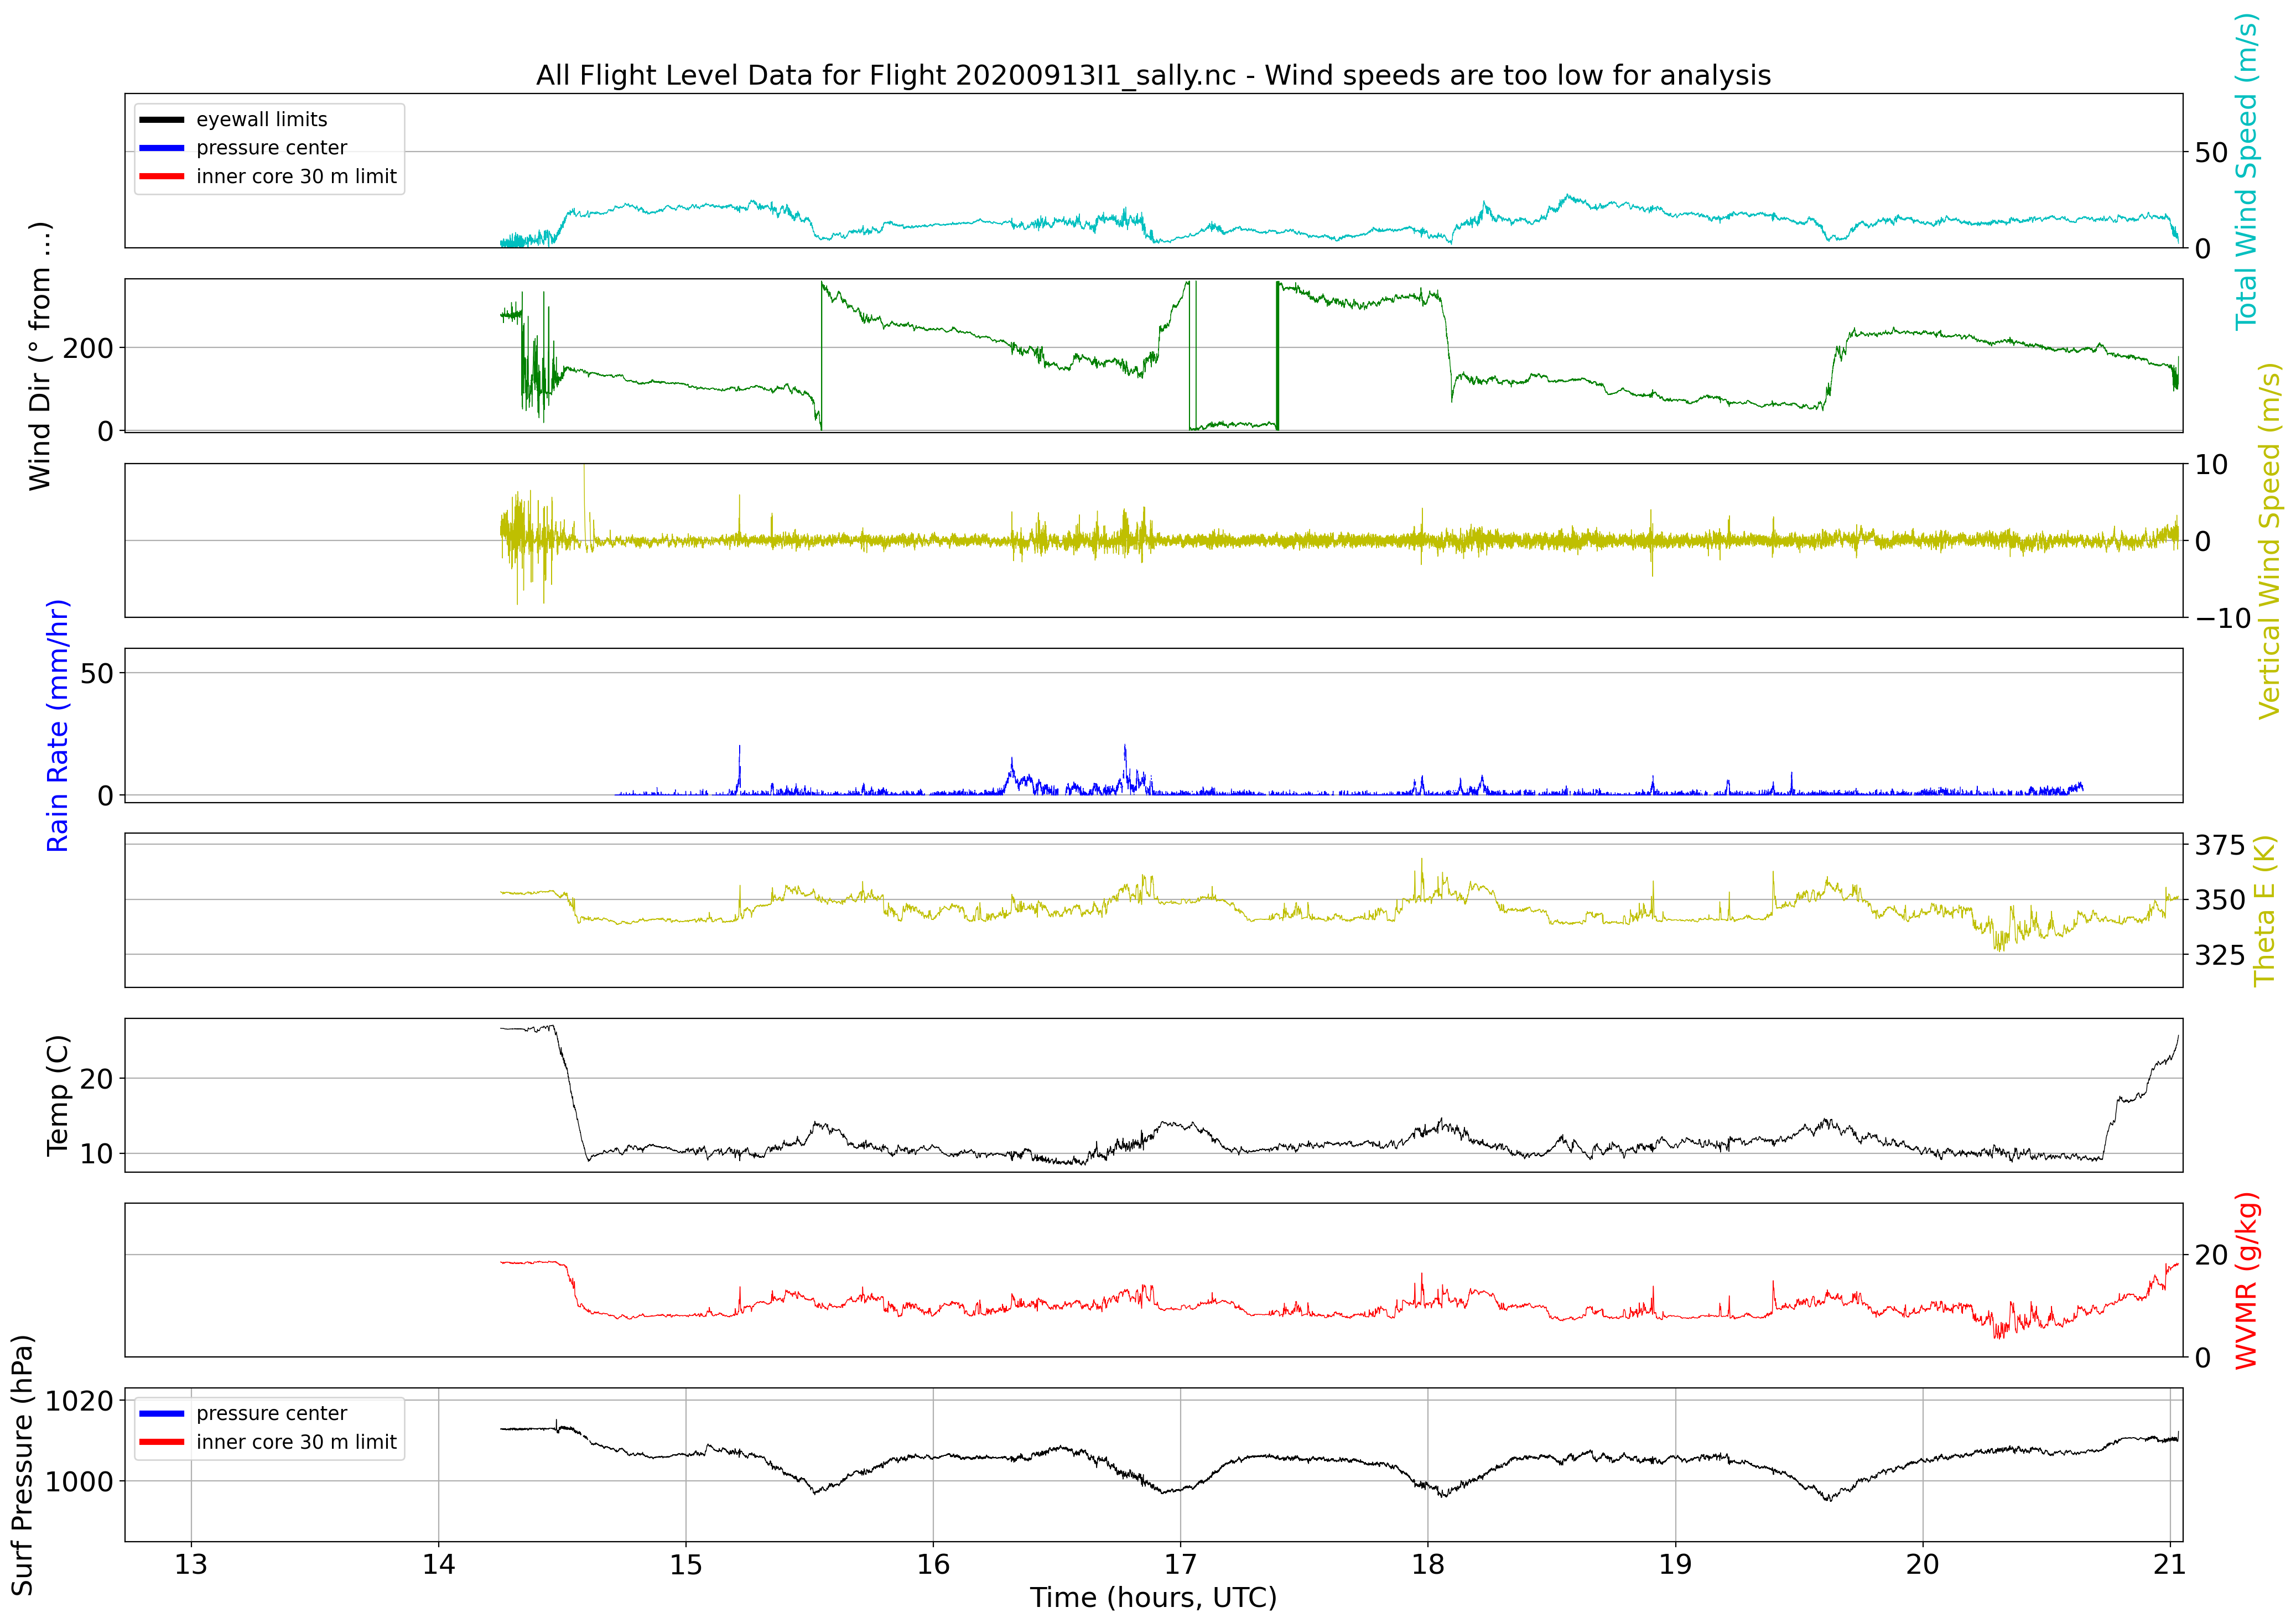 All Flight Level Data for Flight 20200913I1_sally.nc - Wind speeds are too low for analysis
eyewall limits
pressure center
inner core 30 m limit
50
0
Total Wind Speed (m/s)
Wind Dir (° from ...)
200
0
10
0
−10
Vertical Wind Speed (m/s)
Rain Rate (mm/hr)
50
0
375
350
325
Theta E (K)
Temp (C)
20
10
20
0
WVMR (g/kg)
Surf Pressure (hPa)
1020
1000
pressure center
inner core 30 m limit
13 14 15 16 17 18 19 20 21
Time (hours, UTC)